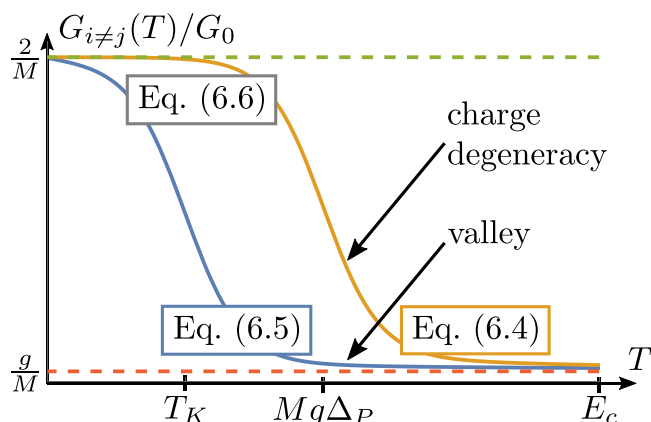 G_{i≠j}(T)/G_0
2/M
Eq. (6.6)
charge
degeneracy
valley
Eq. (6.5)
Eq. (6.4)
g/M
T
T_K
MgΔ_P
E_c